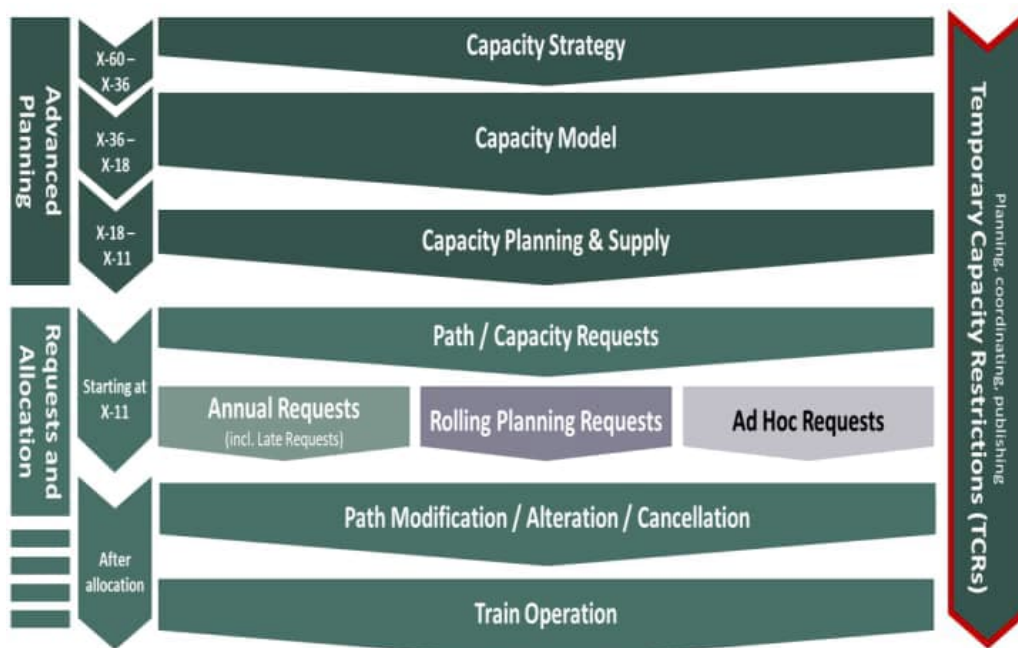 Advanced
Planning
X-60 –
X-36
Capacity Strategy
X-36 –
X-18
Capacity Model
X-18 –
X-11
Capacity Planning & Supply
Requests and
Allocation
Starting at
X-11
Path / Capacity Requests
Annual Requests
(incl. Late Requests)
Rolling Planning Requests
Ad Hoc Requests
After
allocation
Path Modification / Alteration / Cancellation
Train Operation
Planning, coordinating, publishing
Temporary Capacity Restrictions (TCRs)